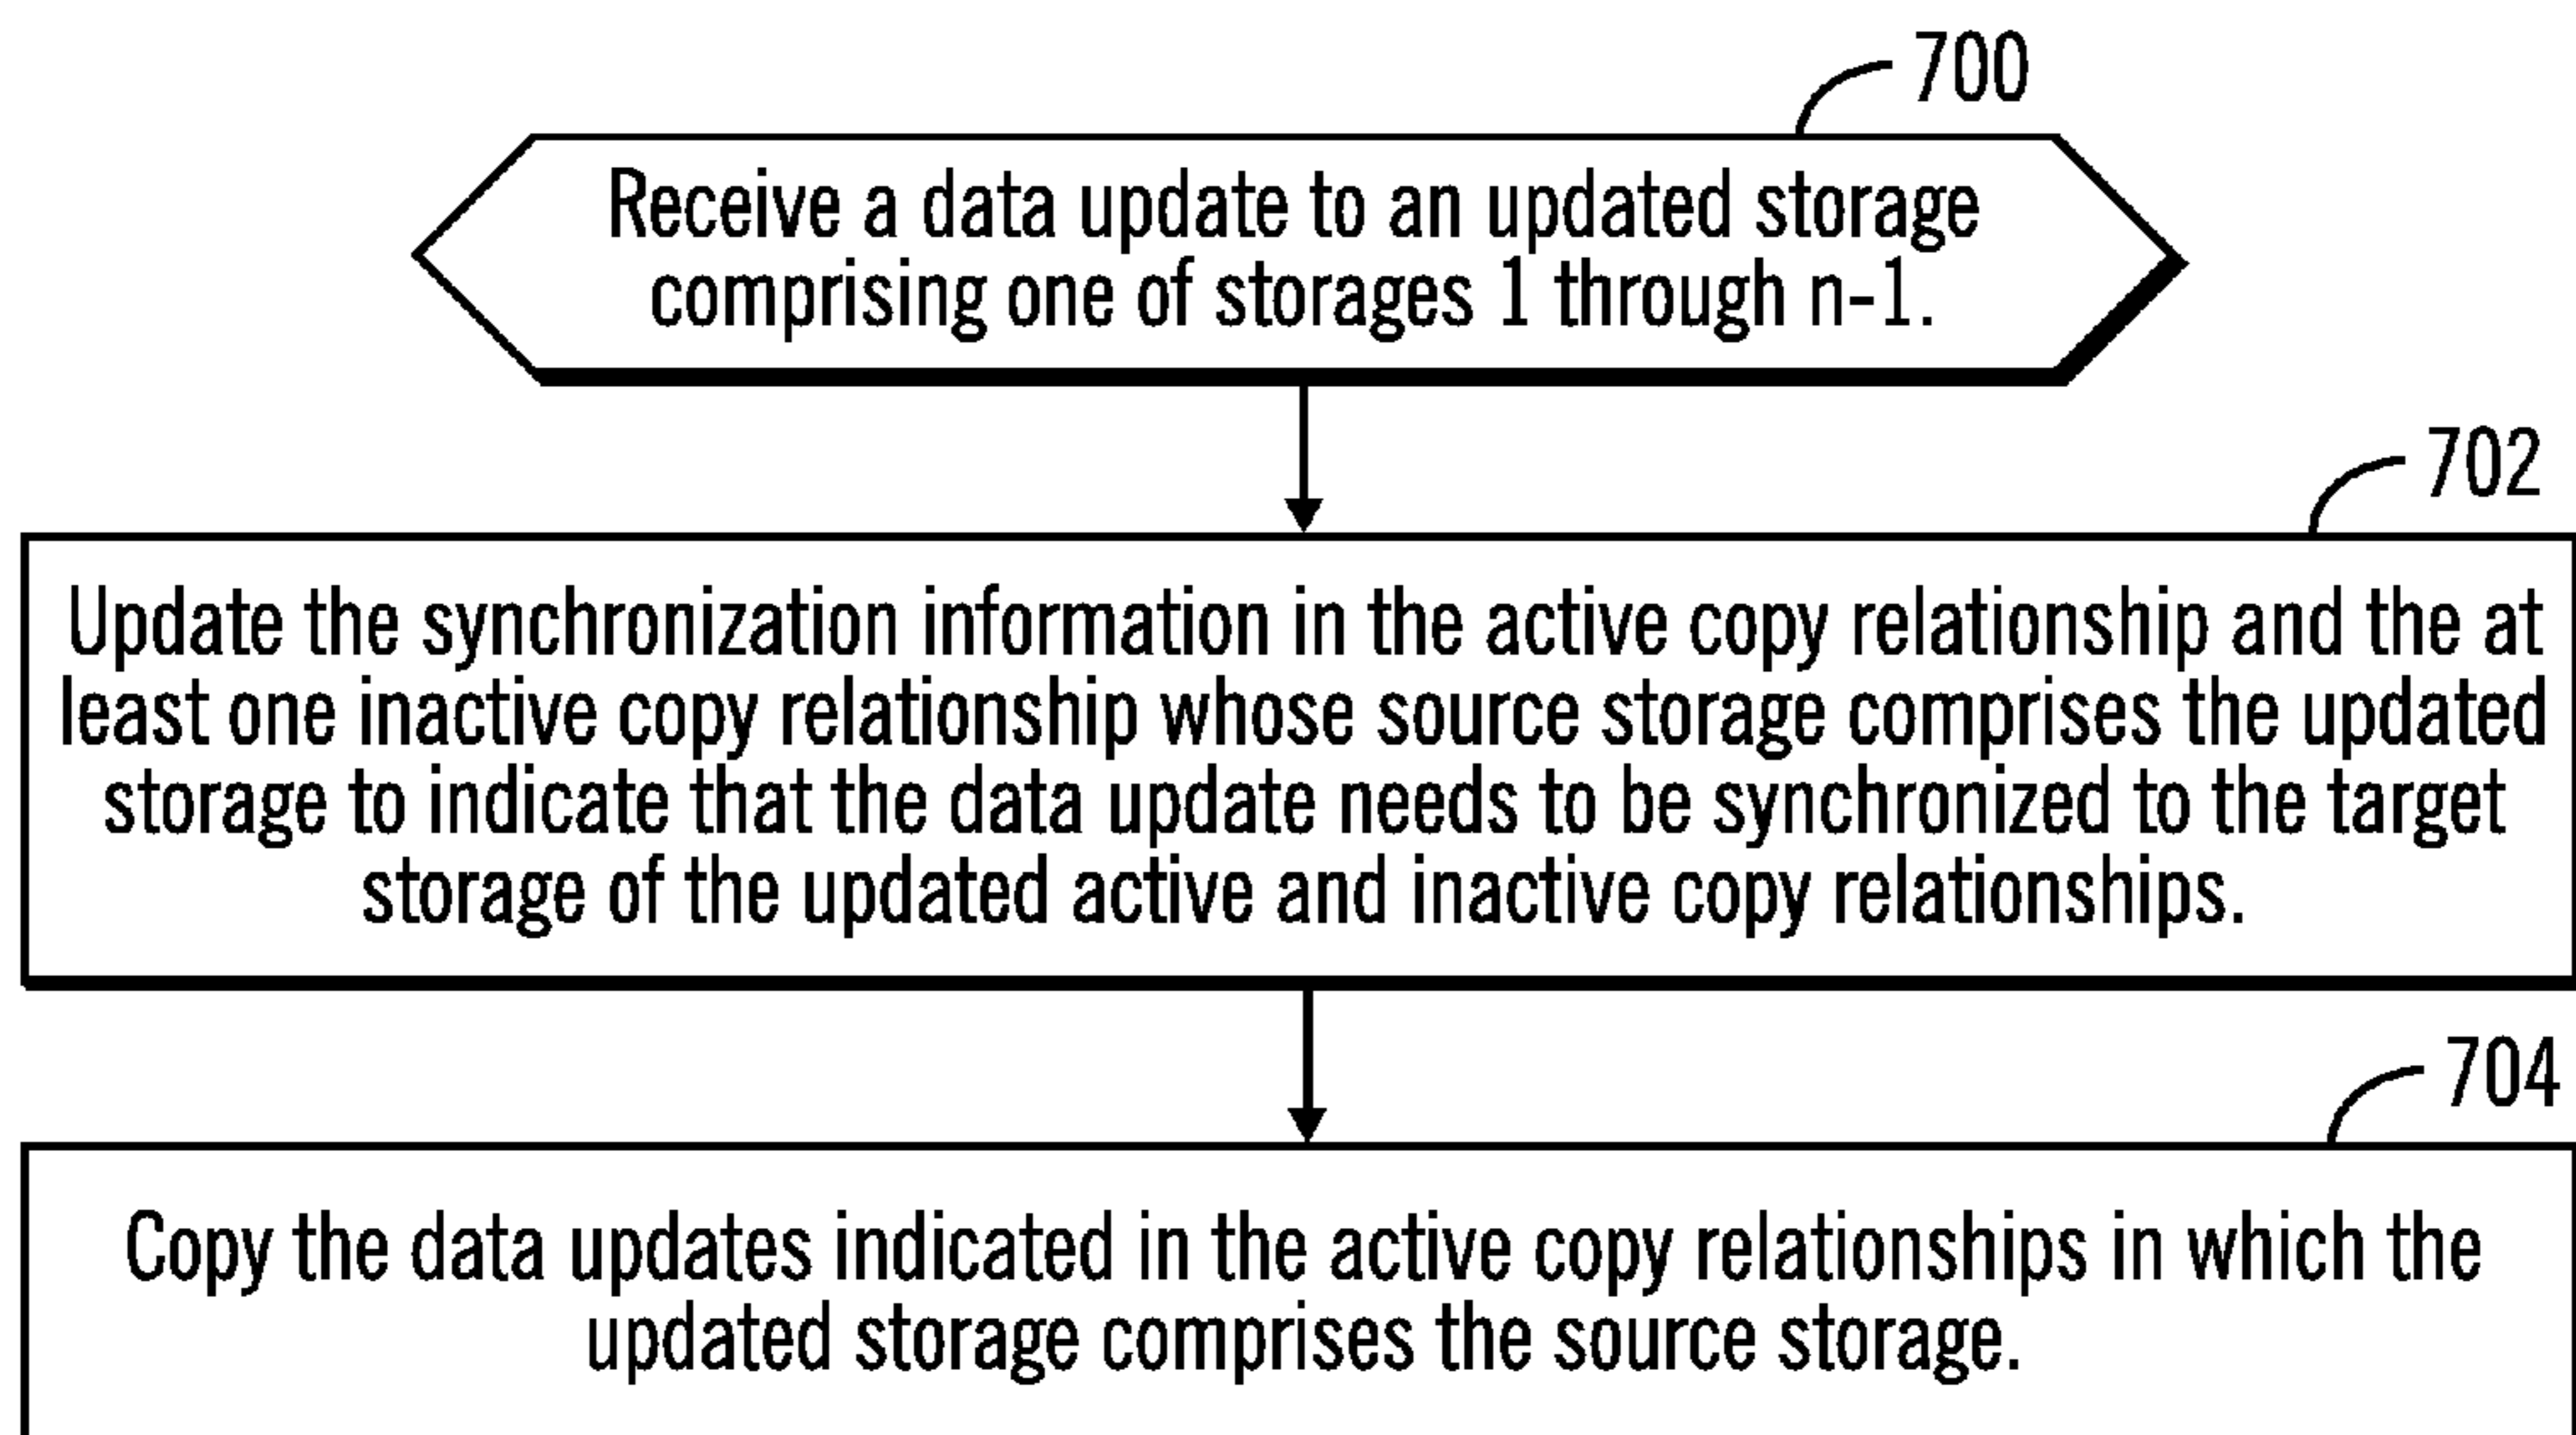 700
Receive a data update to an updated storage
comprising one of storages 1 through n-1.
702
Update the synchronization information in the active copy relationship and the at
least one inactive copy relationship whose source storage comprises the updated
storage to indicate that the data update needs to be synchronized to the target
storage of the updated active and inactive copy relationships.
704
Copy the data updates indicated in the active copy relationships in which the
updated storage comprises the source storage.